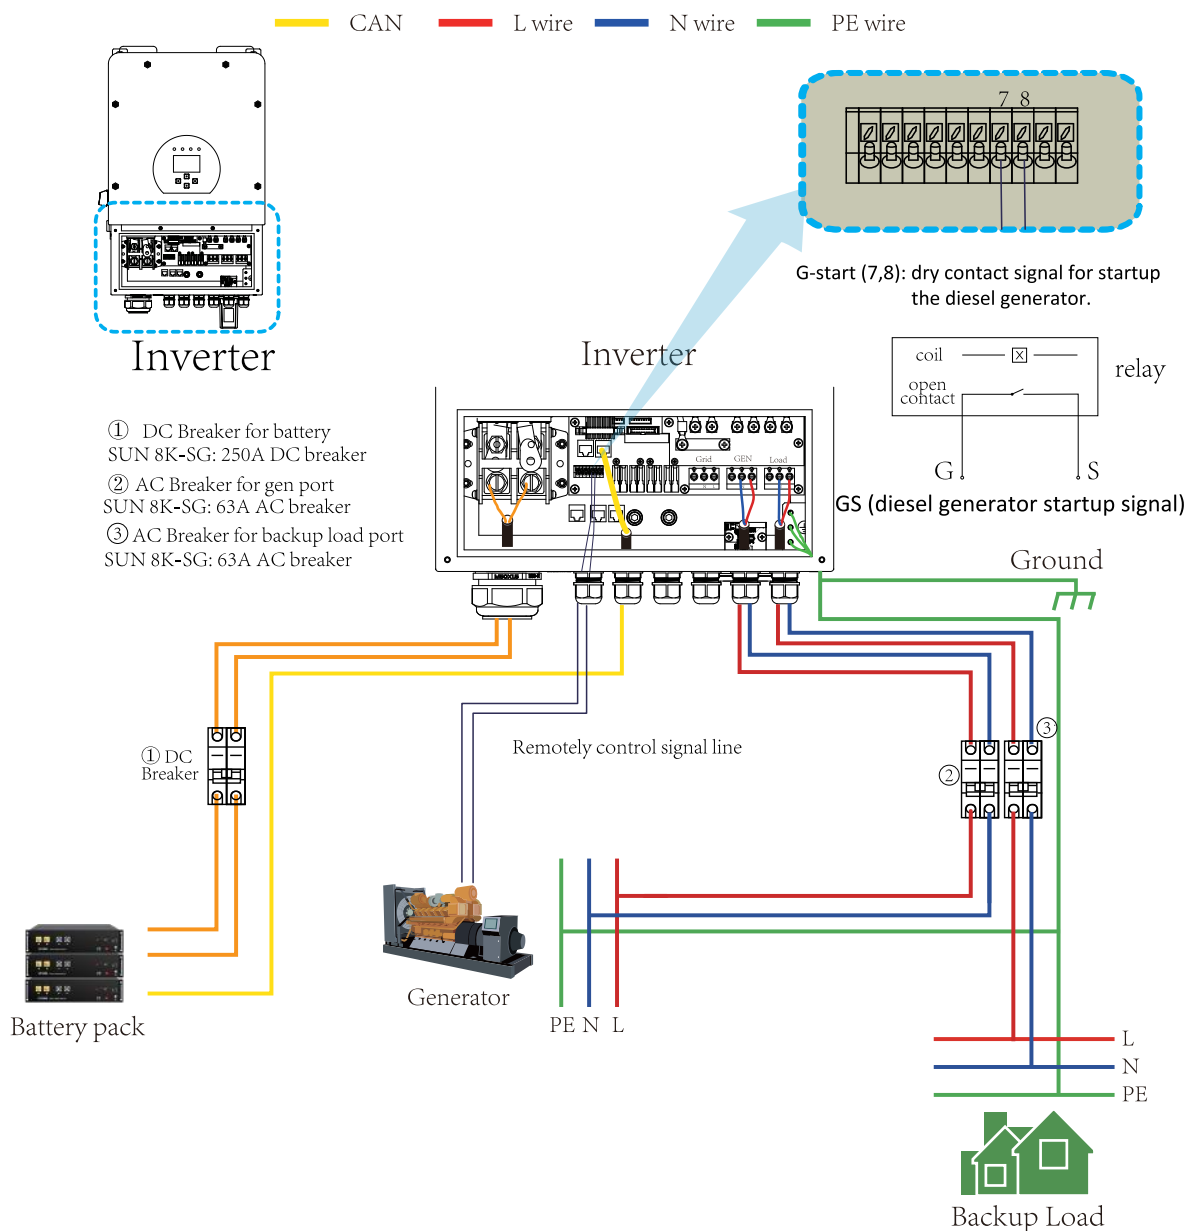 CAN
L wire
N wire
PE wire
7 8
G-start (7,8): dry contact signal for startup
the diesel generator.
Inverter
Inverter
coil
open
contact
relay
① DC Breaker for battery
SUN 8K-SG: 250A DC breaker
② AC Breaker for gen port
SUN 8K-SG: 63A AC breaker
③ AC Breaker for backup load port
SUN 8K-SG: 63A AC breaker
Grid
GEN
Load
G
S
GS (diesel generator startup signal)
Ground
① DC
Breaker
Remotely control signal line
②
③
Battery pack
Generator
PE N L
L
N
PE
Backup Load